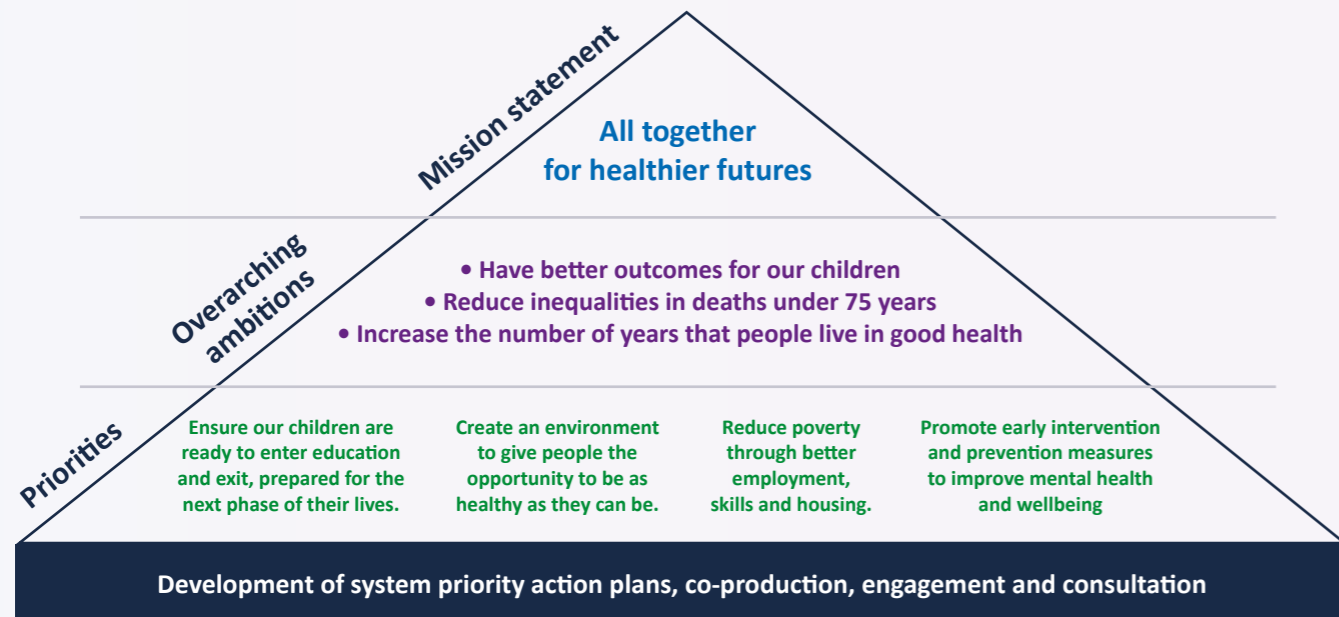 Mission statement
All together
for healthier futures
Overarching
ambitions
• Have better outcomes for our children
• Reduce inequalities in deaths under 75 years
• Increase the number of years that people live in good health
Priorities
Ensure our children are
ready to enter education
and exit, prepared for the
next phase of their lives.
Create an environment
to give people the
opportunity to be as
healthy as they can be.
Reduce poverty
through better
employment,
skills and housing.
Promote early intervention
and prevention measures
to improve mental health
and wellbeing
Development of system priority action plans, co-production, engagement and consultation